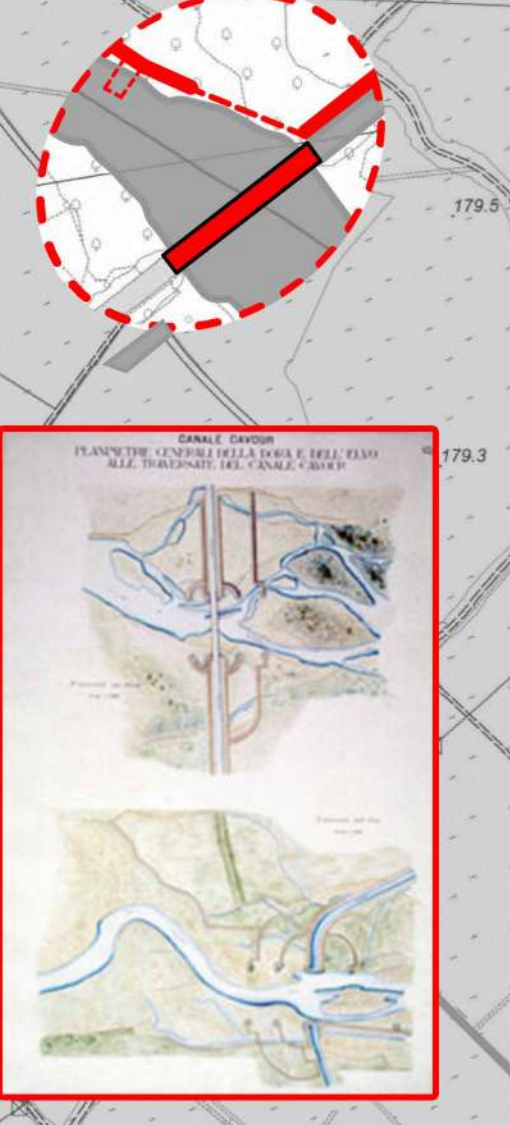 179.5
CANALE CAVOUR
PLANIMETRIE GENERALI DELLA DORA E DELL'ELVO
ALLE TRAVERSATE DEL CANALE CAVOUR
179.3